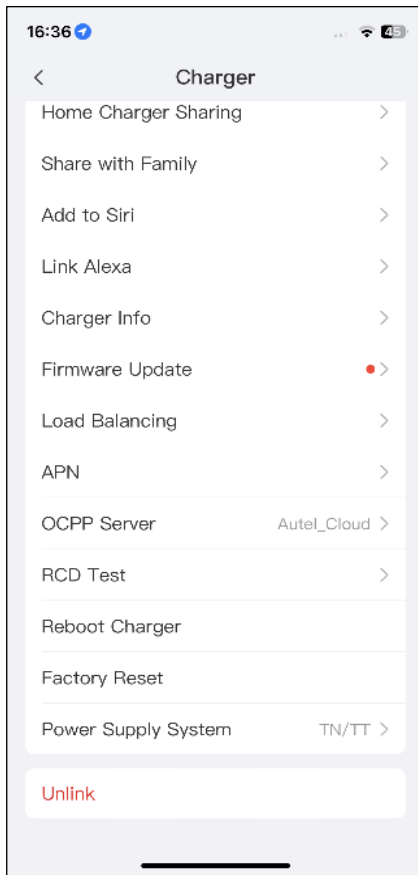 16:36
45
Charger
Home Charger Sharing
Share with Family
Add to Siri
Link Alexa
Charger Info
Firmware Update
Load Balancing
APN
OCPP Server Autel_Cloud
RCD Test
Reboot Charger
Factory Reset
Power Supply System TN/TT
Unlink